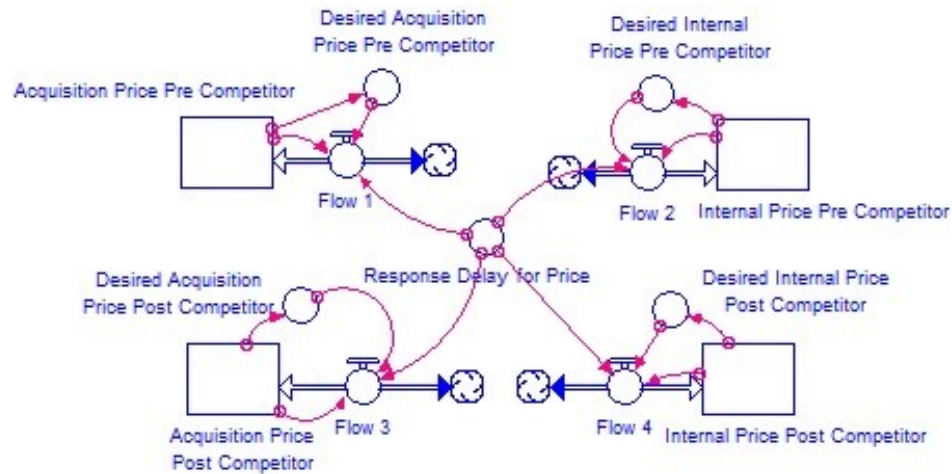 Desired Acquisition
Price Pre Competitor
Desired Internal
Price Pre Competitor
Acquisition Price Pre Competitor
Flow 1
Flow 2
Internal Price Pre Competitor
Response Delay for Price
Desired Acquisition
Price Post Competitor
Desired Internal Price
Post Competitor
Flow 3
Flow 4
Acquisition Price
Post Competitor
Internal Price Post Competitor